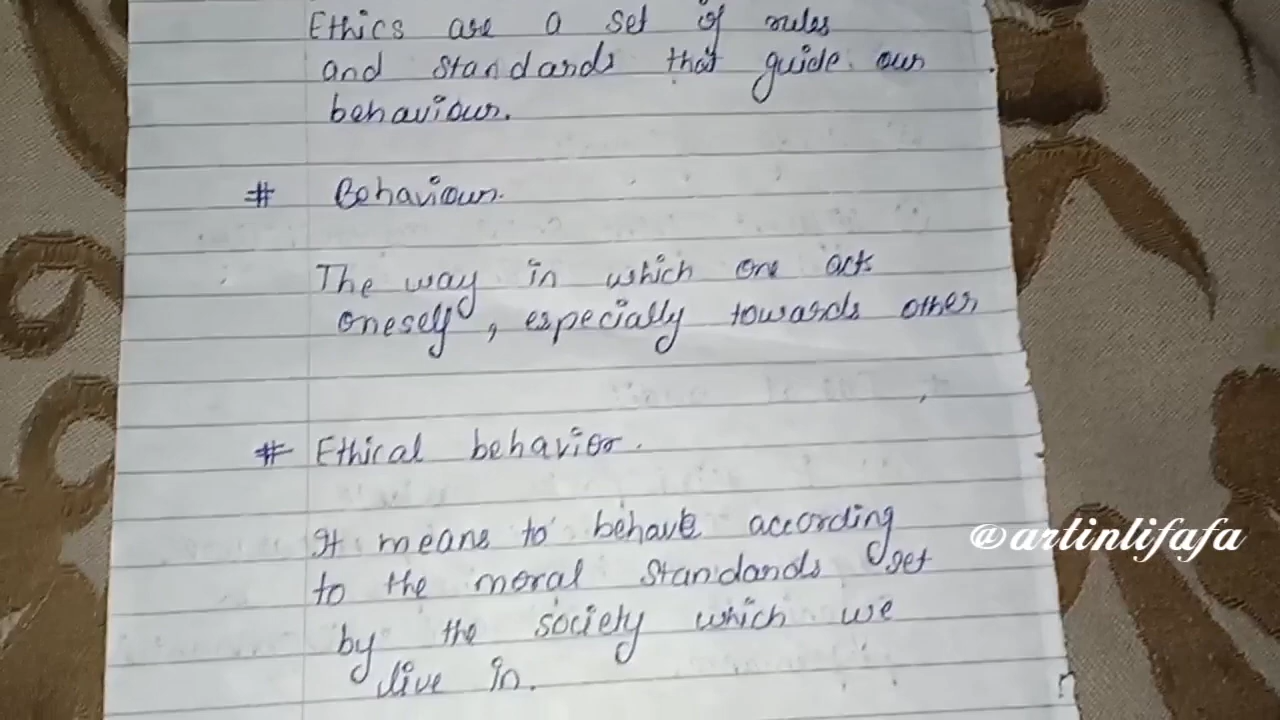 Ethics are a set of rules
and standards that guide our
behaviour.
# Behaviour.
The way in which one acts
oneself, especially towards other
# Ethical behavior.
It means to behave according
to the moral standards set
by the society which we
live in.
@artinlifafa